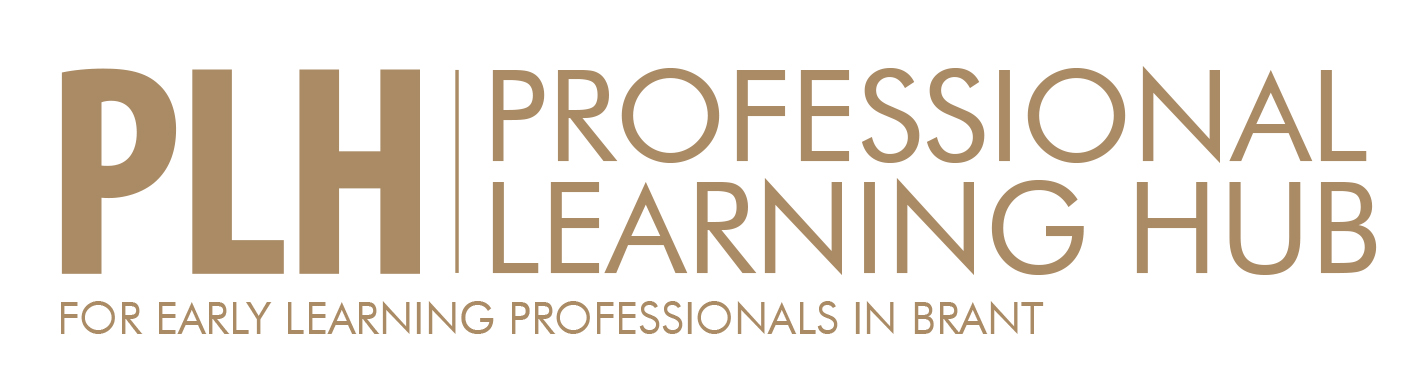 PLH
PROFESSIONAL
LEARNING HUB
FOR EARLY LEARNING PROFESSIONALS IN BRANT